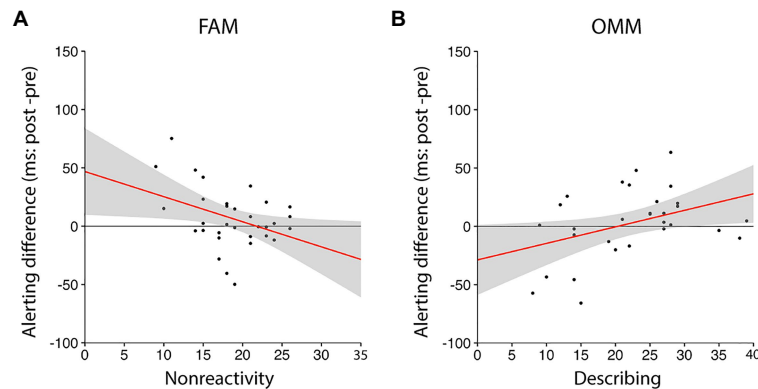 A
FAM
150
100
50
0
-50
-100
Alerting difference (ms: post -pre)
0 5 10 15 20 25 30 35
Nonreactivity
B
OMM
150
100
50
0
-50
-100
Alerting difference (ms: post -pre)
0 5 10 15 20 25 30 35 40
Describing